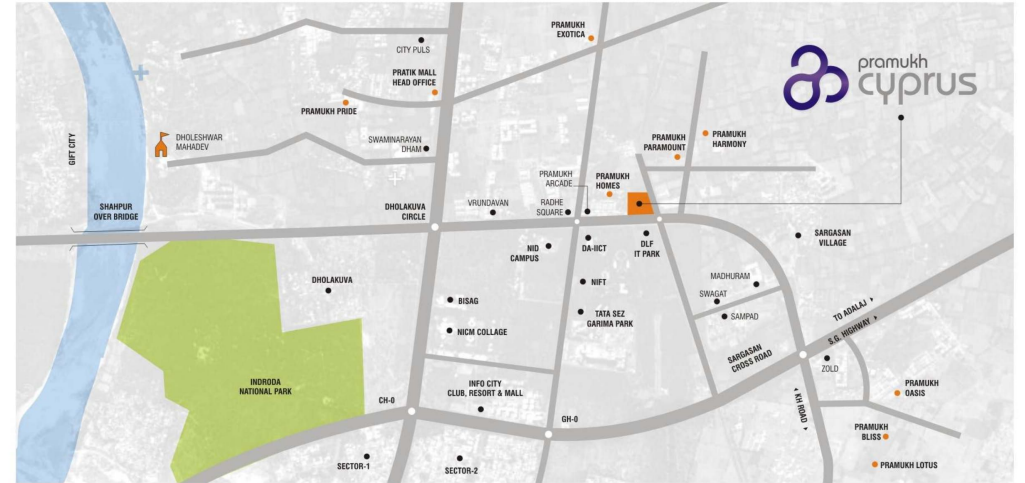 PRAMUKH
EXOTICA
CITY PULS
PRATIK MALL
HEAD OFFICE
PRAMUKH PRIDE
pramukh
cyprus
DHOLESHWAR
MAHADEV
GIFT CITY
SWAMINARAYAN
DHAM
PRAMUKH
PARAMOUNT
PRAMUKH
HARMONY
PRAMUKH
ARCADE
PRAMUKH
HOMES
SHAHPUR
OVER BRIDGE
DHOLAKUVA
CIRCLE
VRUNDAVAN
RADHE
SQUARE
NID
CAMPUS
DA-IICT
DLF
IT PARK
SARGASAN
VILLAGE
DHOLAKUVA
NIFT
MADHURAM
SWAGAT
SAMPAD
BISAG
TATA SEZ
GARIMA PARK
NICM COLLAGE
TO ADALAJ
S.G. HIGHWAY
SARGASAN
CROSS ROAD
ZOLD
INDRODA
NATIONAL PARK
INFO CITY
CLUB, RESORT & MALL
CH-0
GH-0
KH ROAD
PRAMUKH
OASIS
PRAMUKH
BLISS
PRAMUKH LOTUS
SECTOR-1
SECTOR-2